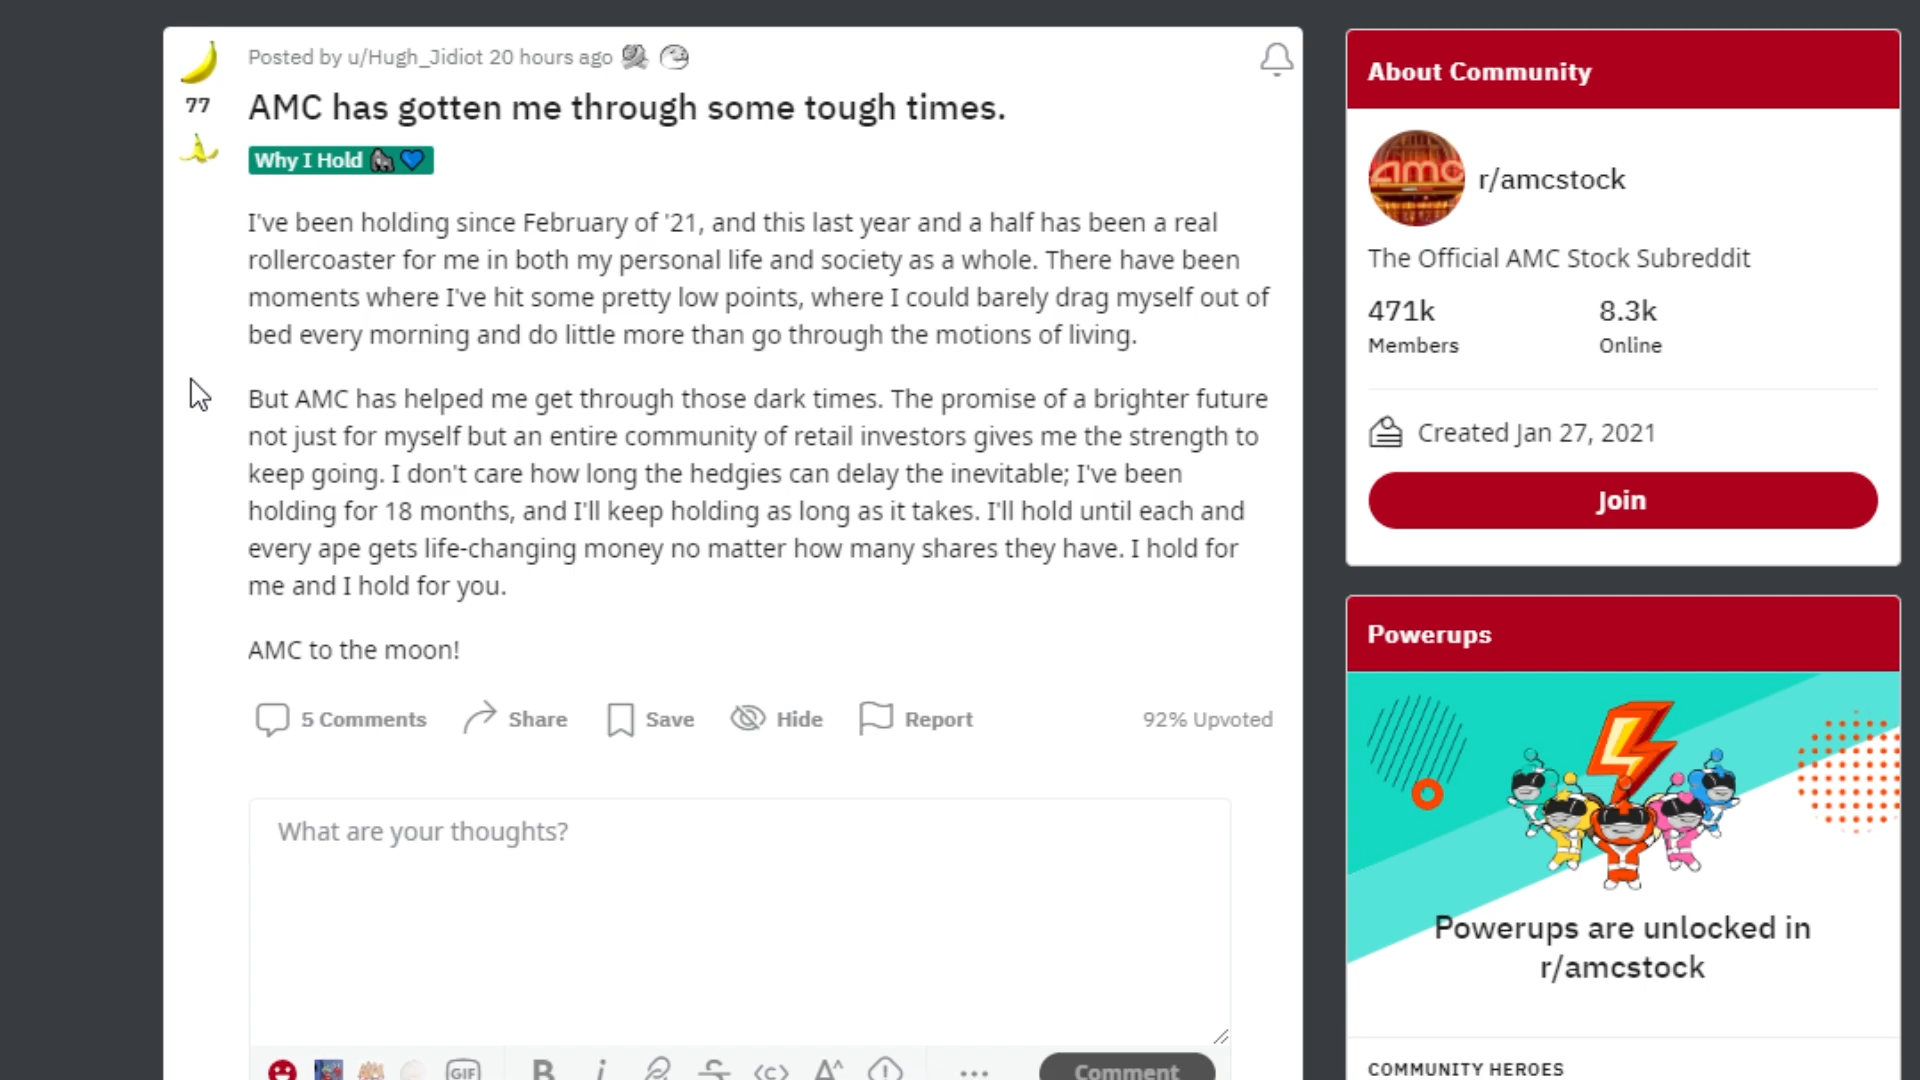 Posted by u/Hugh_Jidiot 20 hours ago
77
AMC has gotten me through some tough times.
Why I Hold
I've been holding since February of '21, and this last year and a half has been a real
rollercoaster for me in both my personal life and society as a whole. There have been
moments where I've hit some pretty low points, where I could barely drag myself out of
bed every morning and do little more than go through the motions of living.
But AMC has helped me get through those dark times. The promise of a brighter future
not just for myself but an entire community of retail investors gives me the strength to
keep going. I don't care how long the hedgies can delay the inevitable; I've been
holding for 18 months, and I'll keep holding as long as it takes. I'll hold until each and
every ape gets life-changing money no matter how many shares they have. I hold for
me and I hold for you.
AMC to the moon!
5 Comments Share Save Hide Report 92% Upvoted
What are your thoughts?
GIF B i S <c> A^ ... Comment
About Community
amc
r/amcstock
The Official AMC Stock Subreddit
471k 8.3k
Members Online
Created Jan 27, 2021
Join
Powerups
Powerups are unlocked in
r/amcstock
COMMUNITY HEROES